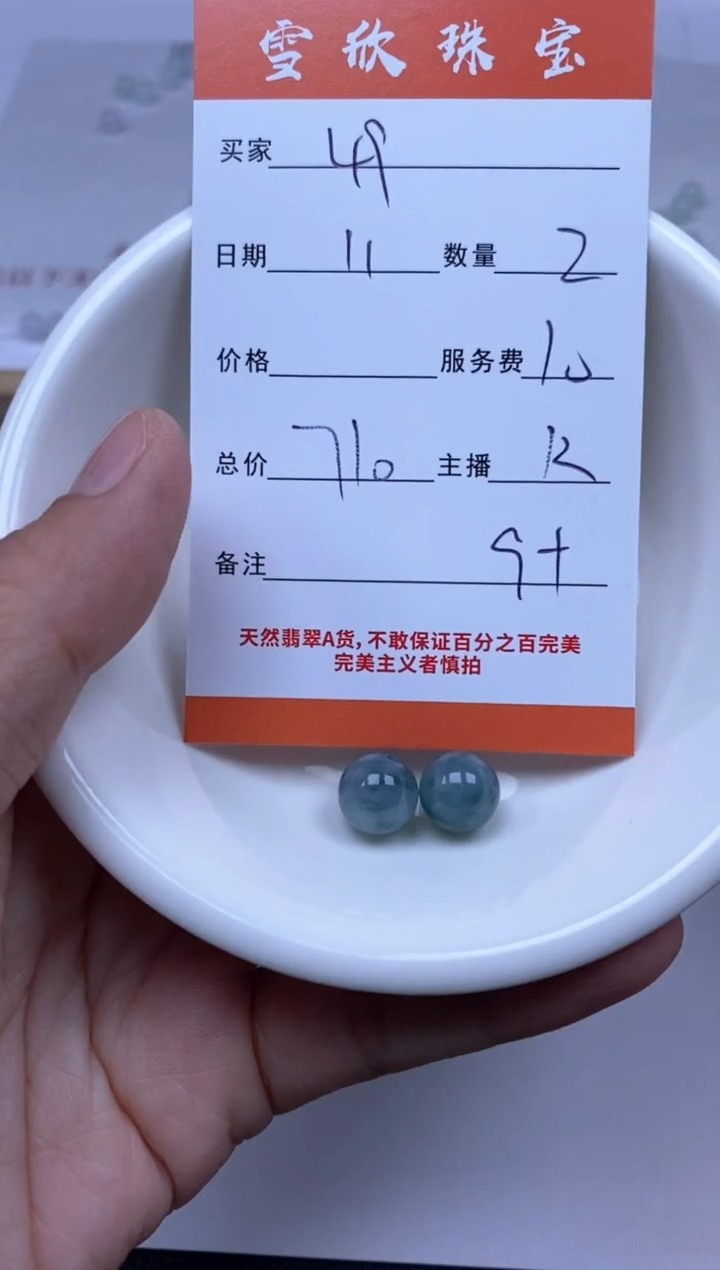 雪欣珠宝
买家 49
日期 11 数量 2
价格 服务费 10
总价 710 主播 K
备注 9+
天然翡翠A货,不敢保证百分之百完美
完美主义者慎拍